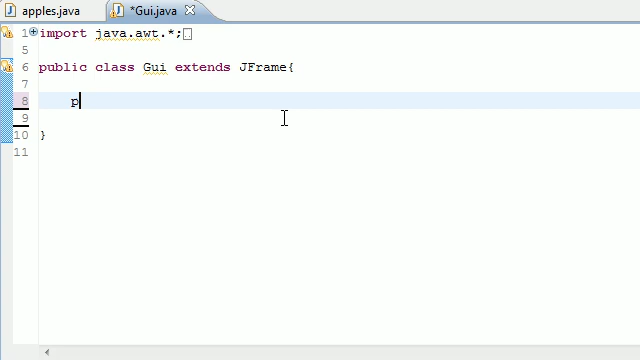 apples.java
*Gui.java
1 import java.awt.*;
5
6 public class Gui extends JFrame{
7
8 p
9
10 }
11